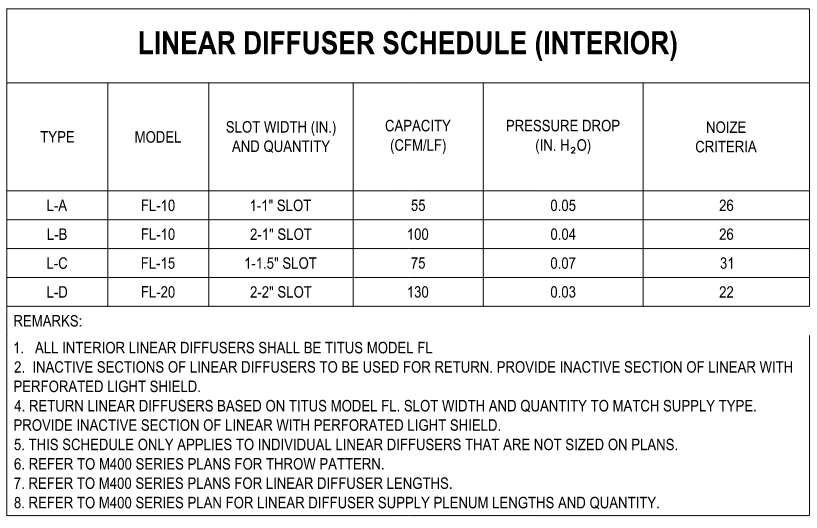 LINEAR DIFFUSER SCHEDULE (INTERIOR)
TYPE MODEL SLOT WIDTH (IN.) AND QUANTITY CAPACITY (CFM/LF) PRESSURE DROP (IN. H₂O) NOIZE CRITERIA
L-A FL-10 1-1" SLOT 55 0.05 26
L-B FL-10 2-1" SLOT 100 0.04 26
L-C FL-15 1-1.5" SLOT 75 0.07 31
L-D FL-20 2-2" SLOT 130 0.03 22
REMARKS:
1. ALL INTERIOR LINEAR DIFFUSERS SHALL BE TITUS MODEL FL
2. INACTIVE SECTIONS OF LINEAR DIFFUSERS TO BE USED FOR RETURN. PROVIDE INACTIVE SECTION OF LINEAR WITH
PERFORATED LIGHT SHIELD.
4. RETURN LINEAR DIFFUSERS BASED ON TITUS MODEL FL. SLOT WIDTH AND QUANTITY TO MATCH SUPPLY TYPE.
PROVIDE INACTIVE SECTION OF LINEAR WITH PERFORATED LIGHT SHIELD.
5. THIS SCHEDULE ONLY APPLIES TO INDIVIDUAL LINEAR DIFFUSERS THAT ARE NOT SIZED ON PLANS.
6. REFER TO M400 SERIES PLANS FOR THROW PATTERN.
7. REFER TO M400 SERIES PLANS FOR LINEAR DIFFUSER LENGTHS.
8. REFER TO M400 SERIES PLAN FOR LINEAR DIFFUSER SUPPLY PLENUM LENGTHS AND QUANTITY.